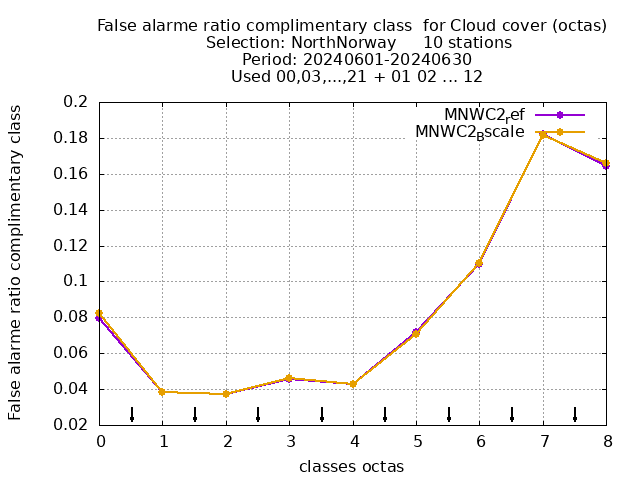 False alarme ratio complimentary class  for Cloud cover (octas)
Selection: NorthNorway     10 stations
Period: 20240601-20240630
Used 00,03,...,21 + 01 02 ... 12
False alarme ratio complimentary class
0.2
0.18
0.16
0.14
0.12
0.1
0.08
0.06
0.04
0.02
MNWC2ref
MNWC2Bscale
0 1 2 3 4 5 6 7 8
classes octas